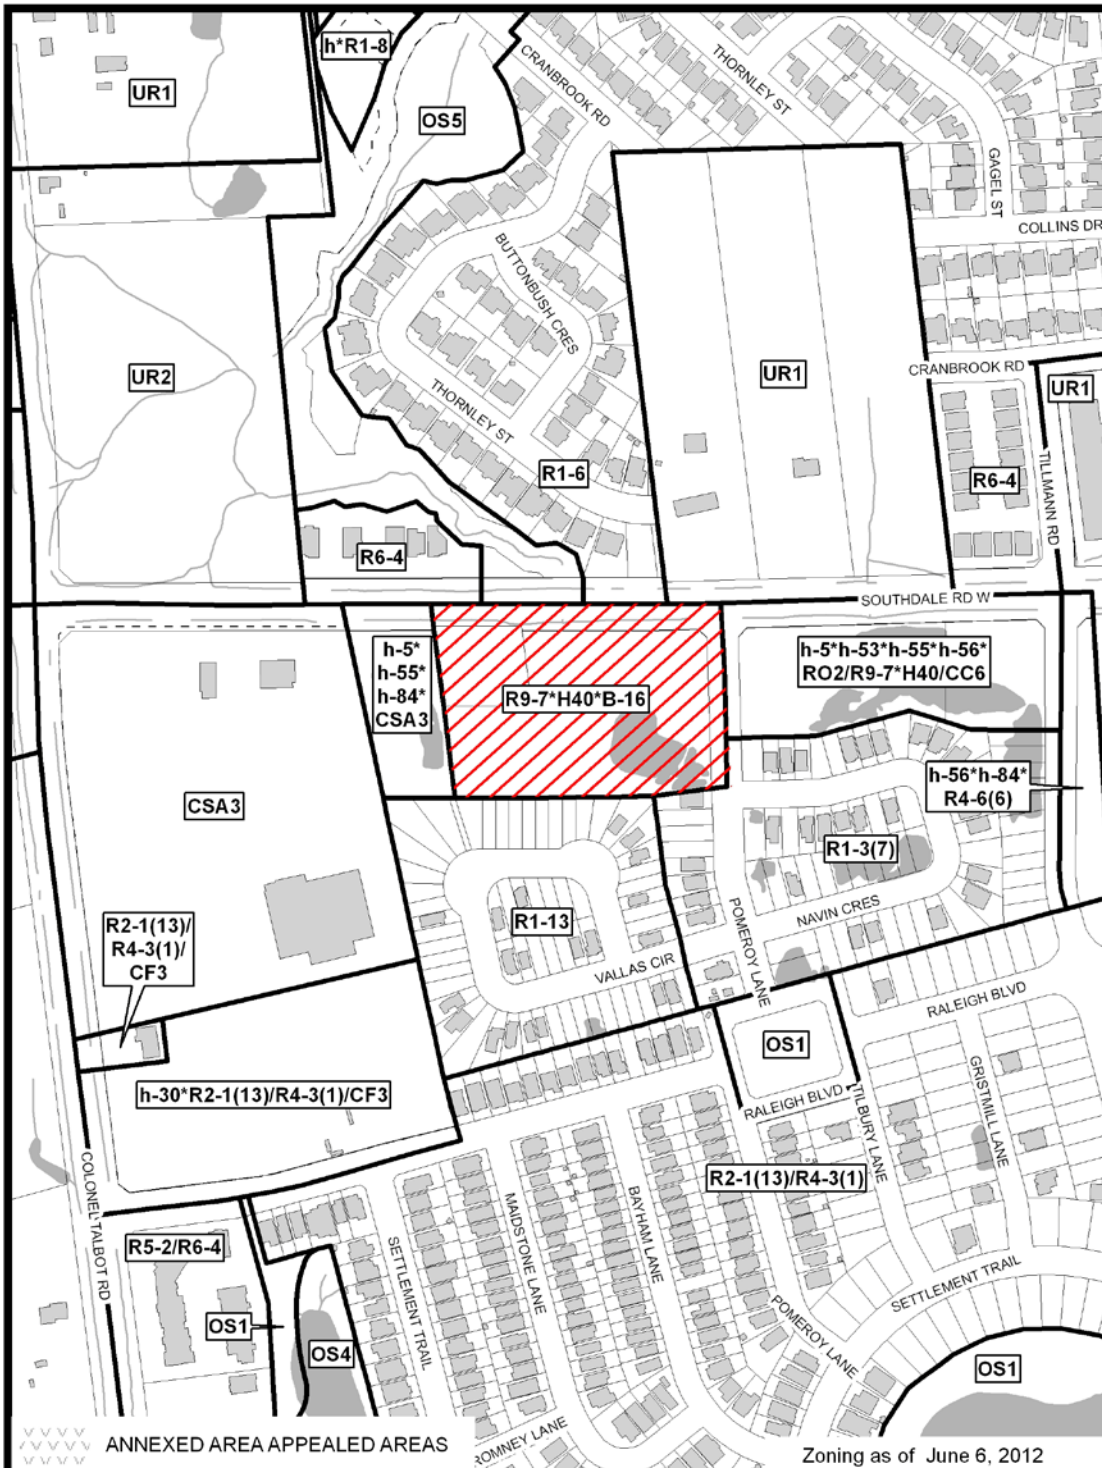 h*R1-8
UR1
OS5
CRANBROOK RD
THORNLEY ST
GAGEL ST
COLLINS DR
BUTTONBUSH CRES
UR2
UR1
CRANBROOK RD
UR1
THORNLEY ST
R1-6
R6-4
TILLMANN RD
R6-4
SOUTHDALE RD W
h-5*
h-55*
h-84*
CSA3
R9-7*H40*B-16
h-5*h-53*h-55*h-56*
RO2/R9-7*H40/CC6
h-56*h-84*
R4-6(6)
CSA3
R1-3(7)
R2-1(13)/
R4-3(1)/
CF3
R1-13
POMEROY LANE
NAVIN CRES
VALLAS CIR
RALEIGH BLVD
OS1
h-30*R2-1(13)/R4-3(1)/CF3
RALEIGH BLVD
TILBURY LANE
GRISTMILL LANE
COLONEL TALBOT RD
R2-1(13)/R4-3(1)
MAIDSTONE LANE
BAYHAM LANE
R5-2/R6-4
SETTLEMENT TRAIL
SETTLEMENT TRAIL
POMEROY LANE
OS1
OS4
OS1
ROMNEY LANE
ANNEXED AREA APPEALED AREAS
Zoning as of June 6, 2012